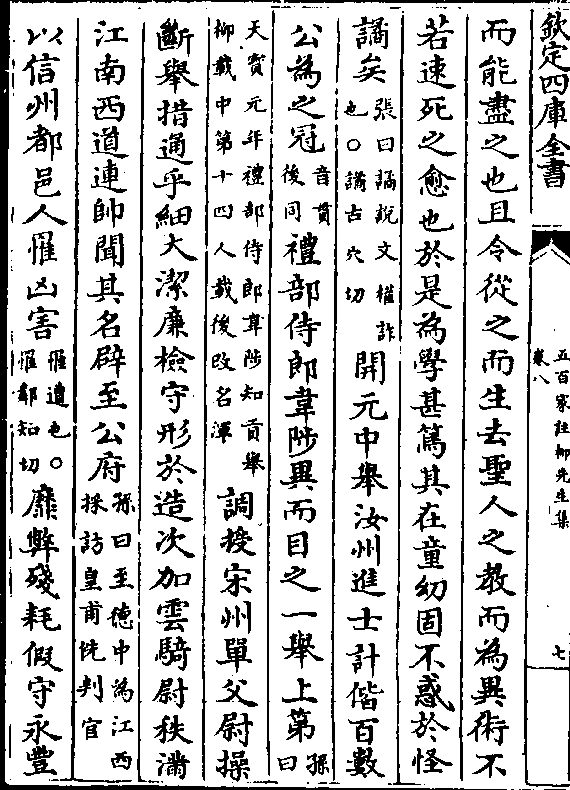 欽定四庫全書
五百家註柳先生集
卷八
七
而能盡之也且令從之而生去聖人之教而為異術不
若速死之愈也於是為學甚篤其在童幼固不惑於怪
譎矣張曰譎說文權詐
也○譎古穴切
開元中舉汝州進士計偕百數
公為之冠音貫
後同
禮部侍郎韋陟異而目之一舉上第孫
曰
天寶元年禮部侍郎韋陟知貢舉
柳載中第十四人載後改名渾
調授宋州單父尉操
斷舉措通乎細大潔廉檢守形於造次加雲騎尉秩滿
江南西道連帥聞其名辟至公府孫曰至德中為江西
採訪皇甫侁判官
以信州都邑人罹凶害罹遭也○
罹鄰知切
靡弊殘耗假守永豐